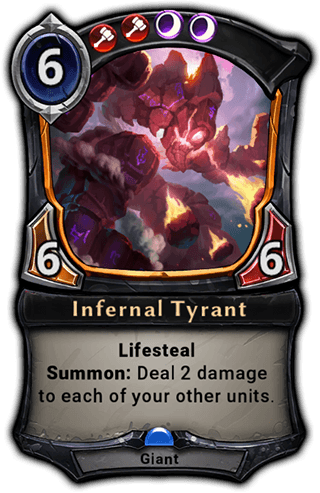 6
6
6
Infernal Tyrant
Lifesteal
Summon: Deal 2 damage
to each of your other units.
Giant